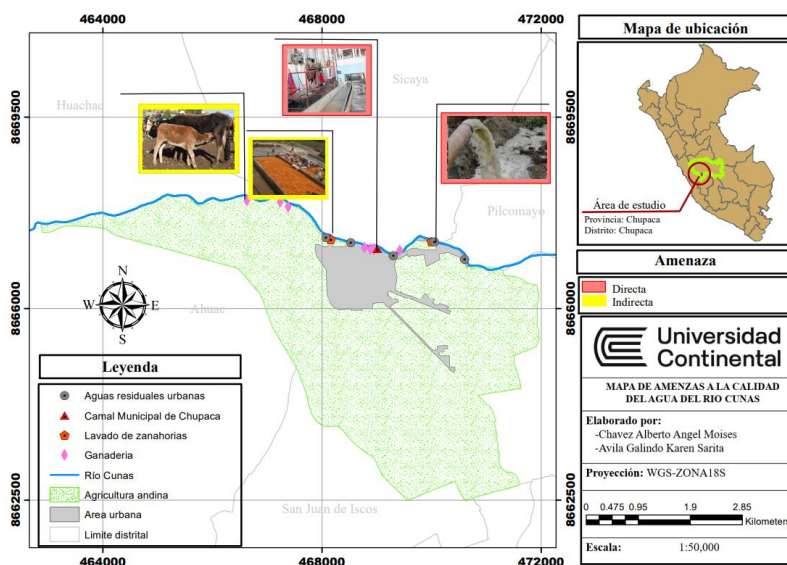 464000
468000
472000
8669500
8666000
8662500
Huachac
Sicaya
Pilcomayo
Ahuac
San Juan de Iscos
N
W
E
S
Leyenda
Aguas residuales urbanas
Camal Municipal de Chupaca
Lavado de zanahorias
Ganaderia
Río Cunas
Agricultura andina
Area urbana
Limite distrital
464000
468000
472000
8669500
8666000
8662500
Mapa de ubicación
Área de estudio
Provincia: Chupaca
Distrito: Chupaca
Amenaza
Directa
Indirecta
Universidad
Continental
MAPA DE AMENZAS A LA CALIDAD
DEL AGUA DEL RIO CUNAS
Elaborado por:
-Chavez Alberto Angel Moises
-Avila Galindo Karen Sarita
Proyección: WGS-ZONA18S
0 0.475 0.95 1.9 2.85
Kilometers
Escala: 1:50,000